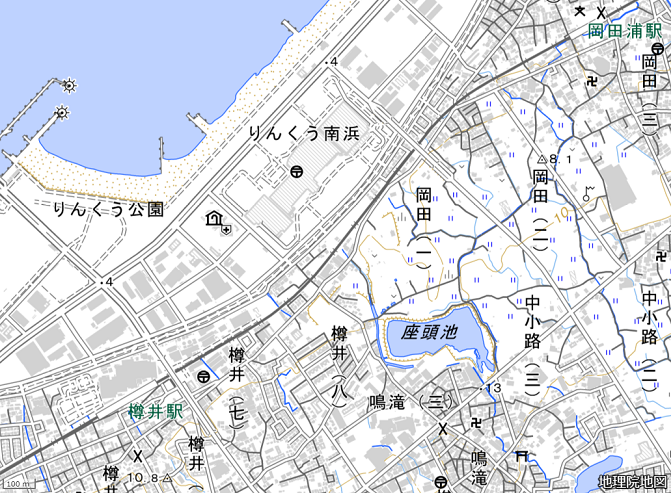 岡田浦駅
岡田(三)
・4
りんくう南浜
8.1
岡田(二)
岡田(一)
10
りんくう公園
・4
中小路(三)
中小路(二)
座頭池
樽井(八)
樽井(七)
・13
鳴滝(三)
樽井駅
樽井
樽井
鳴滝
10.8
100 m
地理院地図